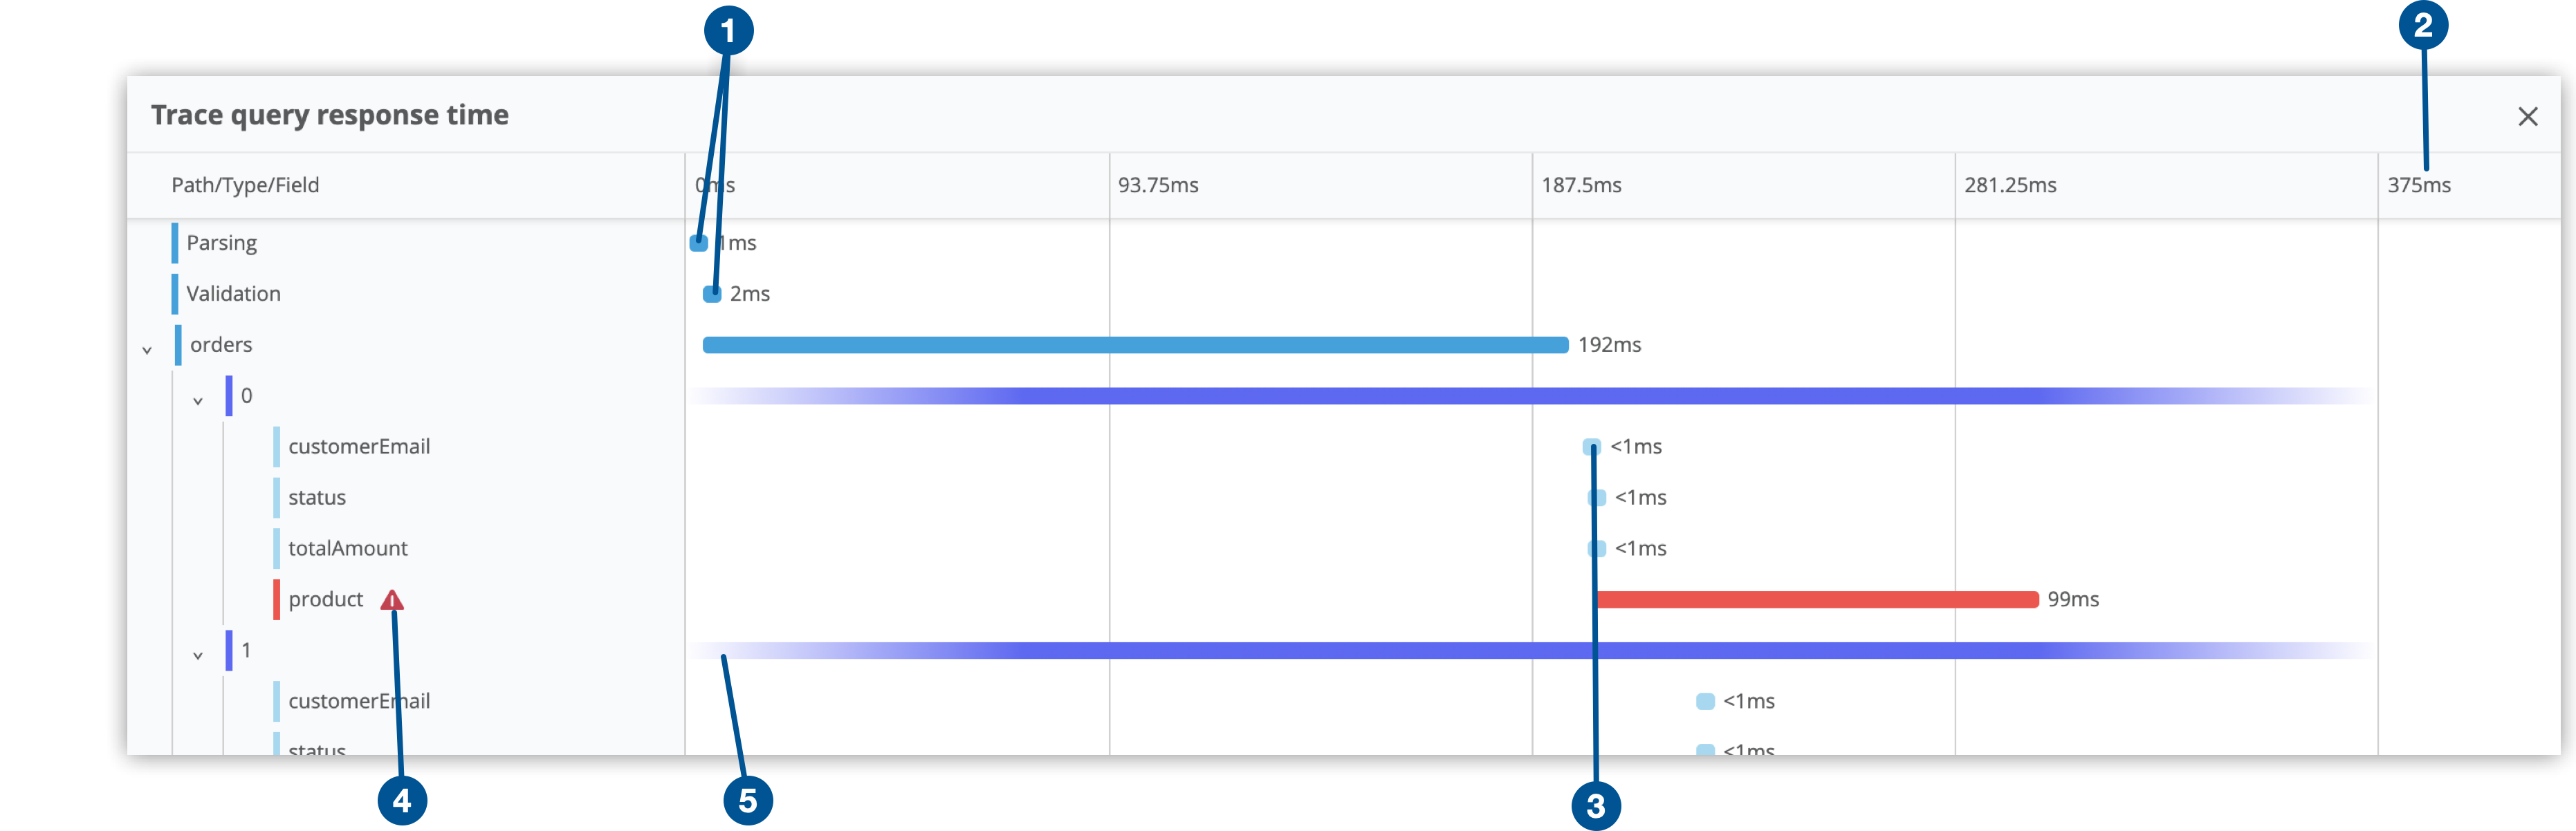 1
2
Trace query response time
Path/Type/Field 0ms 93.75ms 187.5ms 281.25ms 375ms
Parsing 1ms
Validation 2ms
orders 192ms
0
customerEmail <1ms
status <1ms
totalAmount <1ms
product 99ms
1
customerEmail <1ms
status <1ms
4
5
3